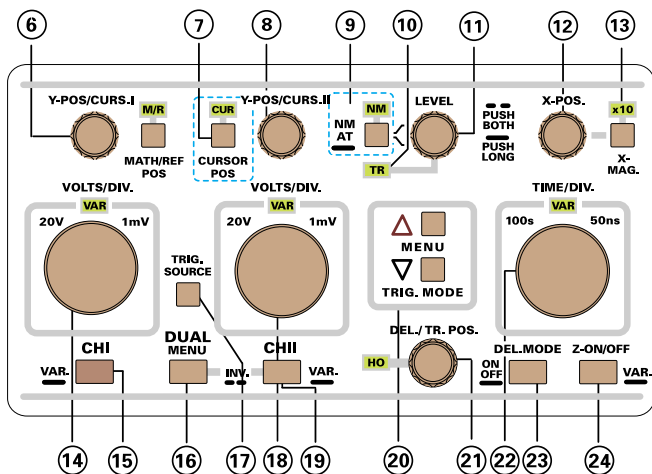 6 7 8 9 10 11 12 13
Y-POS/CURS.I
M/R
MATH/REF
POS
CUR
CURSOR
POS
Y-POS/CURS.II
NM
AT
NM
TR
LEVEL
PUSH
BOTH
PUSH
LONG
X-POS.
x10
X-
MAG.
VOLTS/DIV.
VAR
20V 1mV
TRIG.
SOURCE
VOLTS/DIV.
VAR
20V 1mV
MENU
TRIG. MODE
TIME/DIV.
VAR
100s 50ns
CHI
VAR.
DUAL
MENU
INV.
CHII
VAR.
DEL./ TR. POS.
HO
ON
OFF
DEL.MODE
Z-ON/OFF
VAR.
14 15 16 17 18 19 20 21 22 23 24